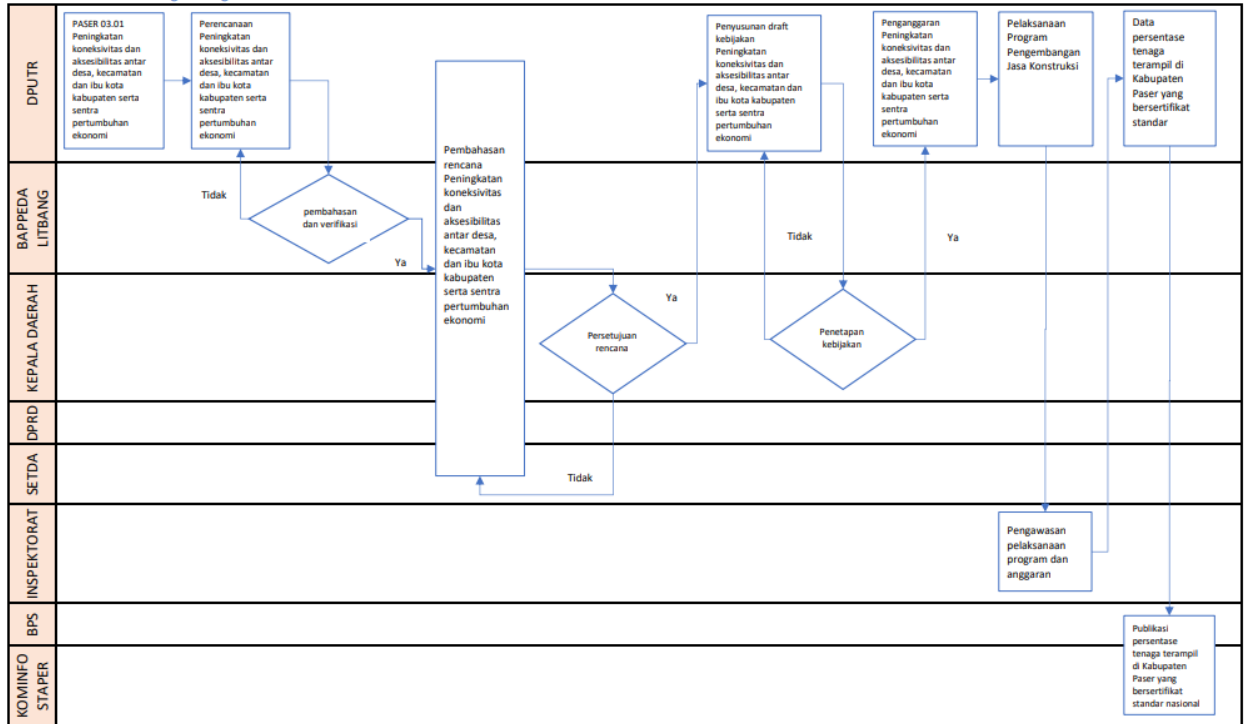 DPUTR
PASER 03.01
Peningkatan
koneksivitas dan
aksesibilitas antar
desa, kecamatan
dan ibu kota
kabupaten serta
sentra
pertumbuhan
ekonomi
Perencanaan
Peningkatan
koneksivitas dan
aksesibilitas antar
desa, kecamatan
dan ibu kota
kabupaten serta
sentra
pertumbuhan
ekonomi
Penyusunan draft
kebijakan
Peningkatan
koneksivitas dan
aksesibilitas antar
desa, kecamatan dan
ibu kota kabupaten
serta sentra
pertumbuhan
ekonomi
Penganggaran
Peningkatan
koneksivitas dan
aksesibilitas antar
desa, kecamatan
dan ibu kota
kabupaten serta
sentra
pertumbuhan
ekonomi
Pelaksanaan
Program
Pengembangan
Jasa Konstruksi
Data
persentase
tenaga
terampil di
Kabupaten
Paser yang
bersertifikat
standar
BAPPEDA
LITBANG
Tidak
pembahasan
dan verifikasi
Ya
Pembahasan
rencana
Peningkatan
koneksivitas
dan
aksesibilitas
antar desa,
kecamatan
dan ibu kota
kabupaten
serta sentra
pertumbuhan
ekonomi
Tidak
Ya
KEPALA DAERAH
Persetujuan
rencana
Ya
Penetapan
kebijakan
DPRD
SETDA
Tidak
INSPEKTORAT
Pengawasan
pelaksanaan
program dan
anggaran
BPS
Publikasi
persentase
tenaga terampil
di Kabupaten
Paser yang
bersertifikat
standar nasional
KOMINFO
STAPER